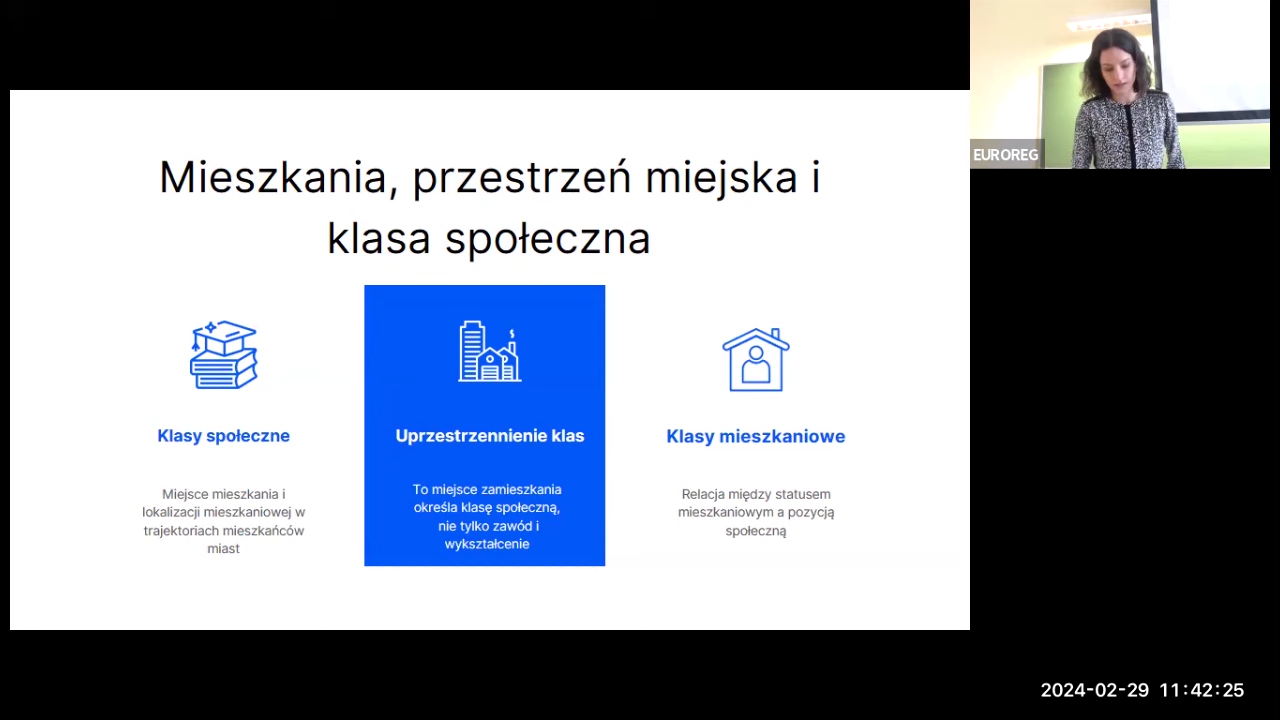 EUROREG
Mieszkania, przestrzeń miejska i
klasa społeczna
Klasy społeczne
Miejsce mieszkania i
lokalizacji mieszkaniowej w
trajektoriach mieszkańców
miast
Uprzestrzennienie klas
To miejsce zamieszkania
określa klasę społeczną,
nie tylko zawód i
wykształcenie
Klasy mieszkaniowe
Relacja między statusem
mieszkaniowym a pozycją
społeczną
2024-02-29 11:42:25